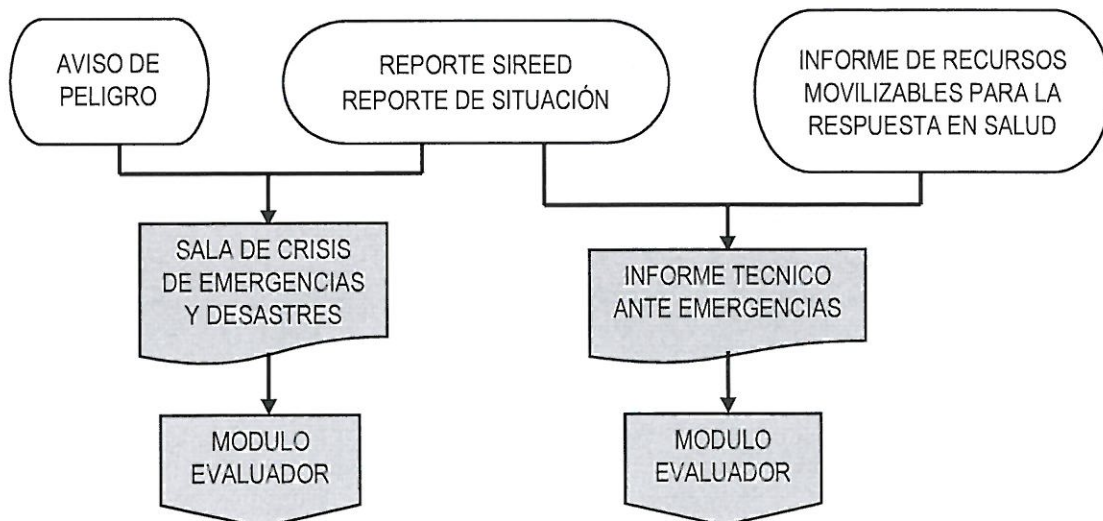 AVISO DE
PELIGRO
REPORTE SIREED
REPORTE DE SITUACIÓN
INFORME DE RECURSOS
MOVILIZABLES PARA LA
RESPUESTA EN SALUD
SALA DE CRISIS
DE EMERGENCIAS
Y DESASTRES
INFORME TECNICO
ANTE EMERGENCIAS
MODULO
EVALUADOR
MODULO
EVALUADOR